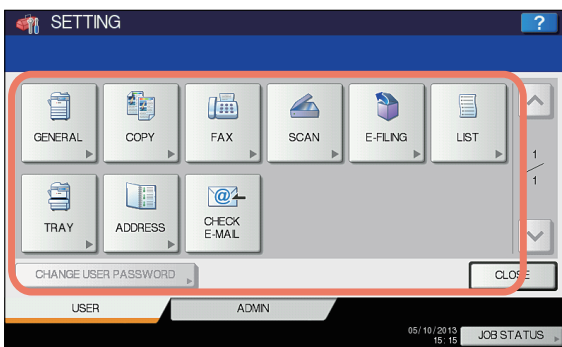 SETTING
?
GENERAL
COPY
FAX
SCAN
E-FILING
LIST
1
1
TRAY
ADDRESS
@
CHECK
E-MAIL
CHANGE USER PASSWORD
CLOSE
USER
ADMIN
05/10/2013
15:15
JOB STATUS